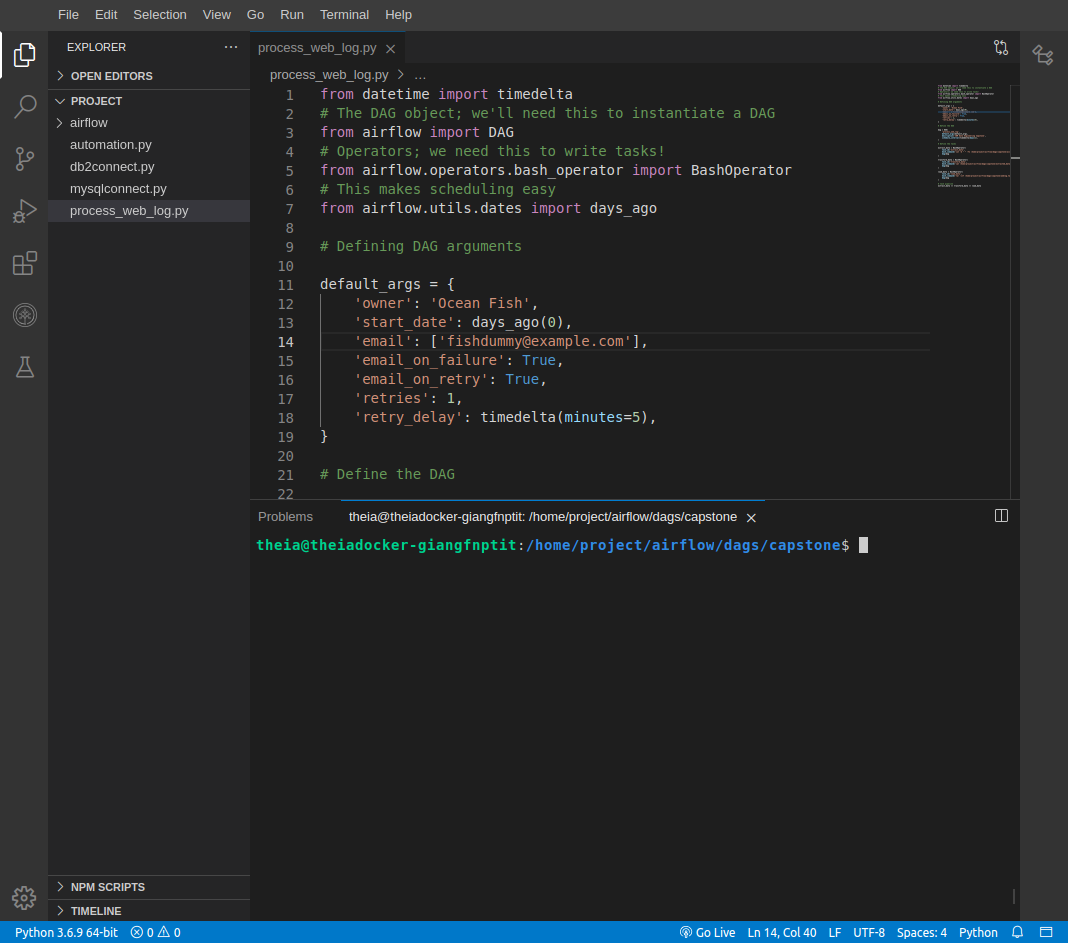 File Edit Selection View Go Run Terminal Help
EXPLORER
OPEN EDITORS
PROJECT
airflow
automation.py
db2connect.py
mysqlconnect.py
process_web_log.py
NPM SCRIPTS
TIMELINE
process_web_log.py
process_web_log.py > ...
1 from datetime import timedelta
2 # The DAG object; we'll need this to instantiate a DAG
3 from airflow import DAG
4 # Operators; we need this to write tasks!
5 from airflow.operators.bash_operator import BashOperator
6 # This makes scheduling easy
7 from airflow.utils.dates import days_ago
8
9 # Defining DAG arguments
10
11 default_args = {
12     'owner': 'Ocean Fish',
13     'start_date': days_ago(0),
14     'email': ['fishdummy@example.com'],
15     'email_on_failure': True,
16     'email_on_retry': True,
17     'retries': 1,
18     'retry_delay': timedelta(minutes=5),
19 }
20
21 # Define the DAG
22
Problems theia@theiadocker-giangfnptit: /home/project/airflow/dags/capstone
theia@theiadocker-giangfnptit:/home/project/airflow/dags/capstone$
Python 3.6.9 64-bit 0 0 Go Live Ln 14, Col 40 LF UTF-8 Spaces: 4 Python